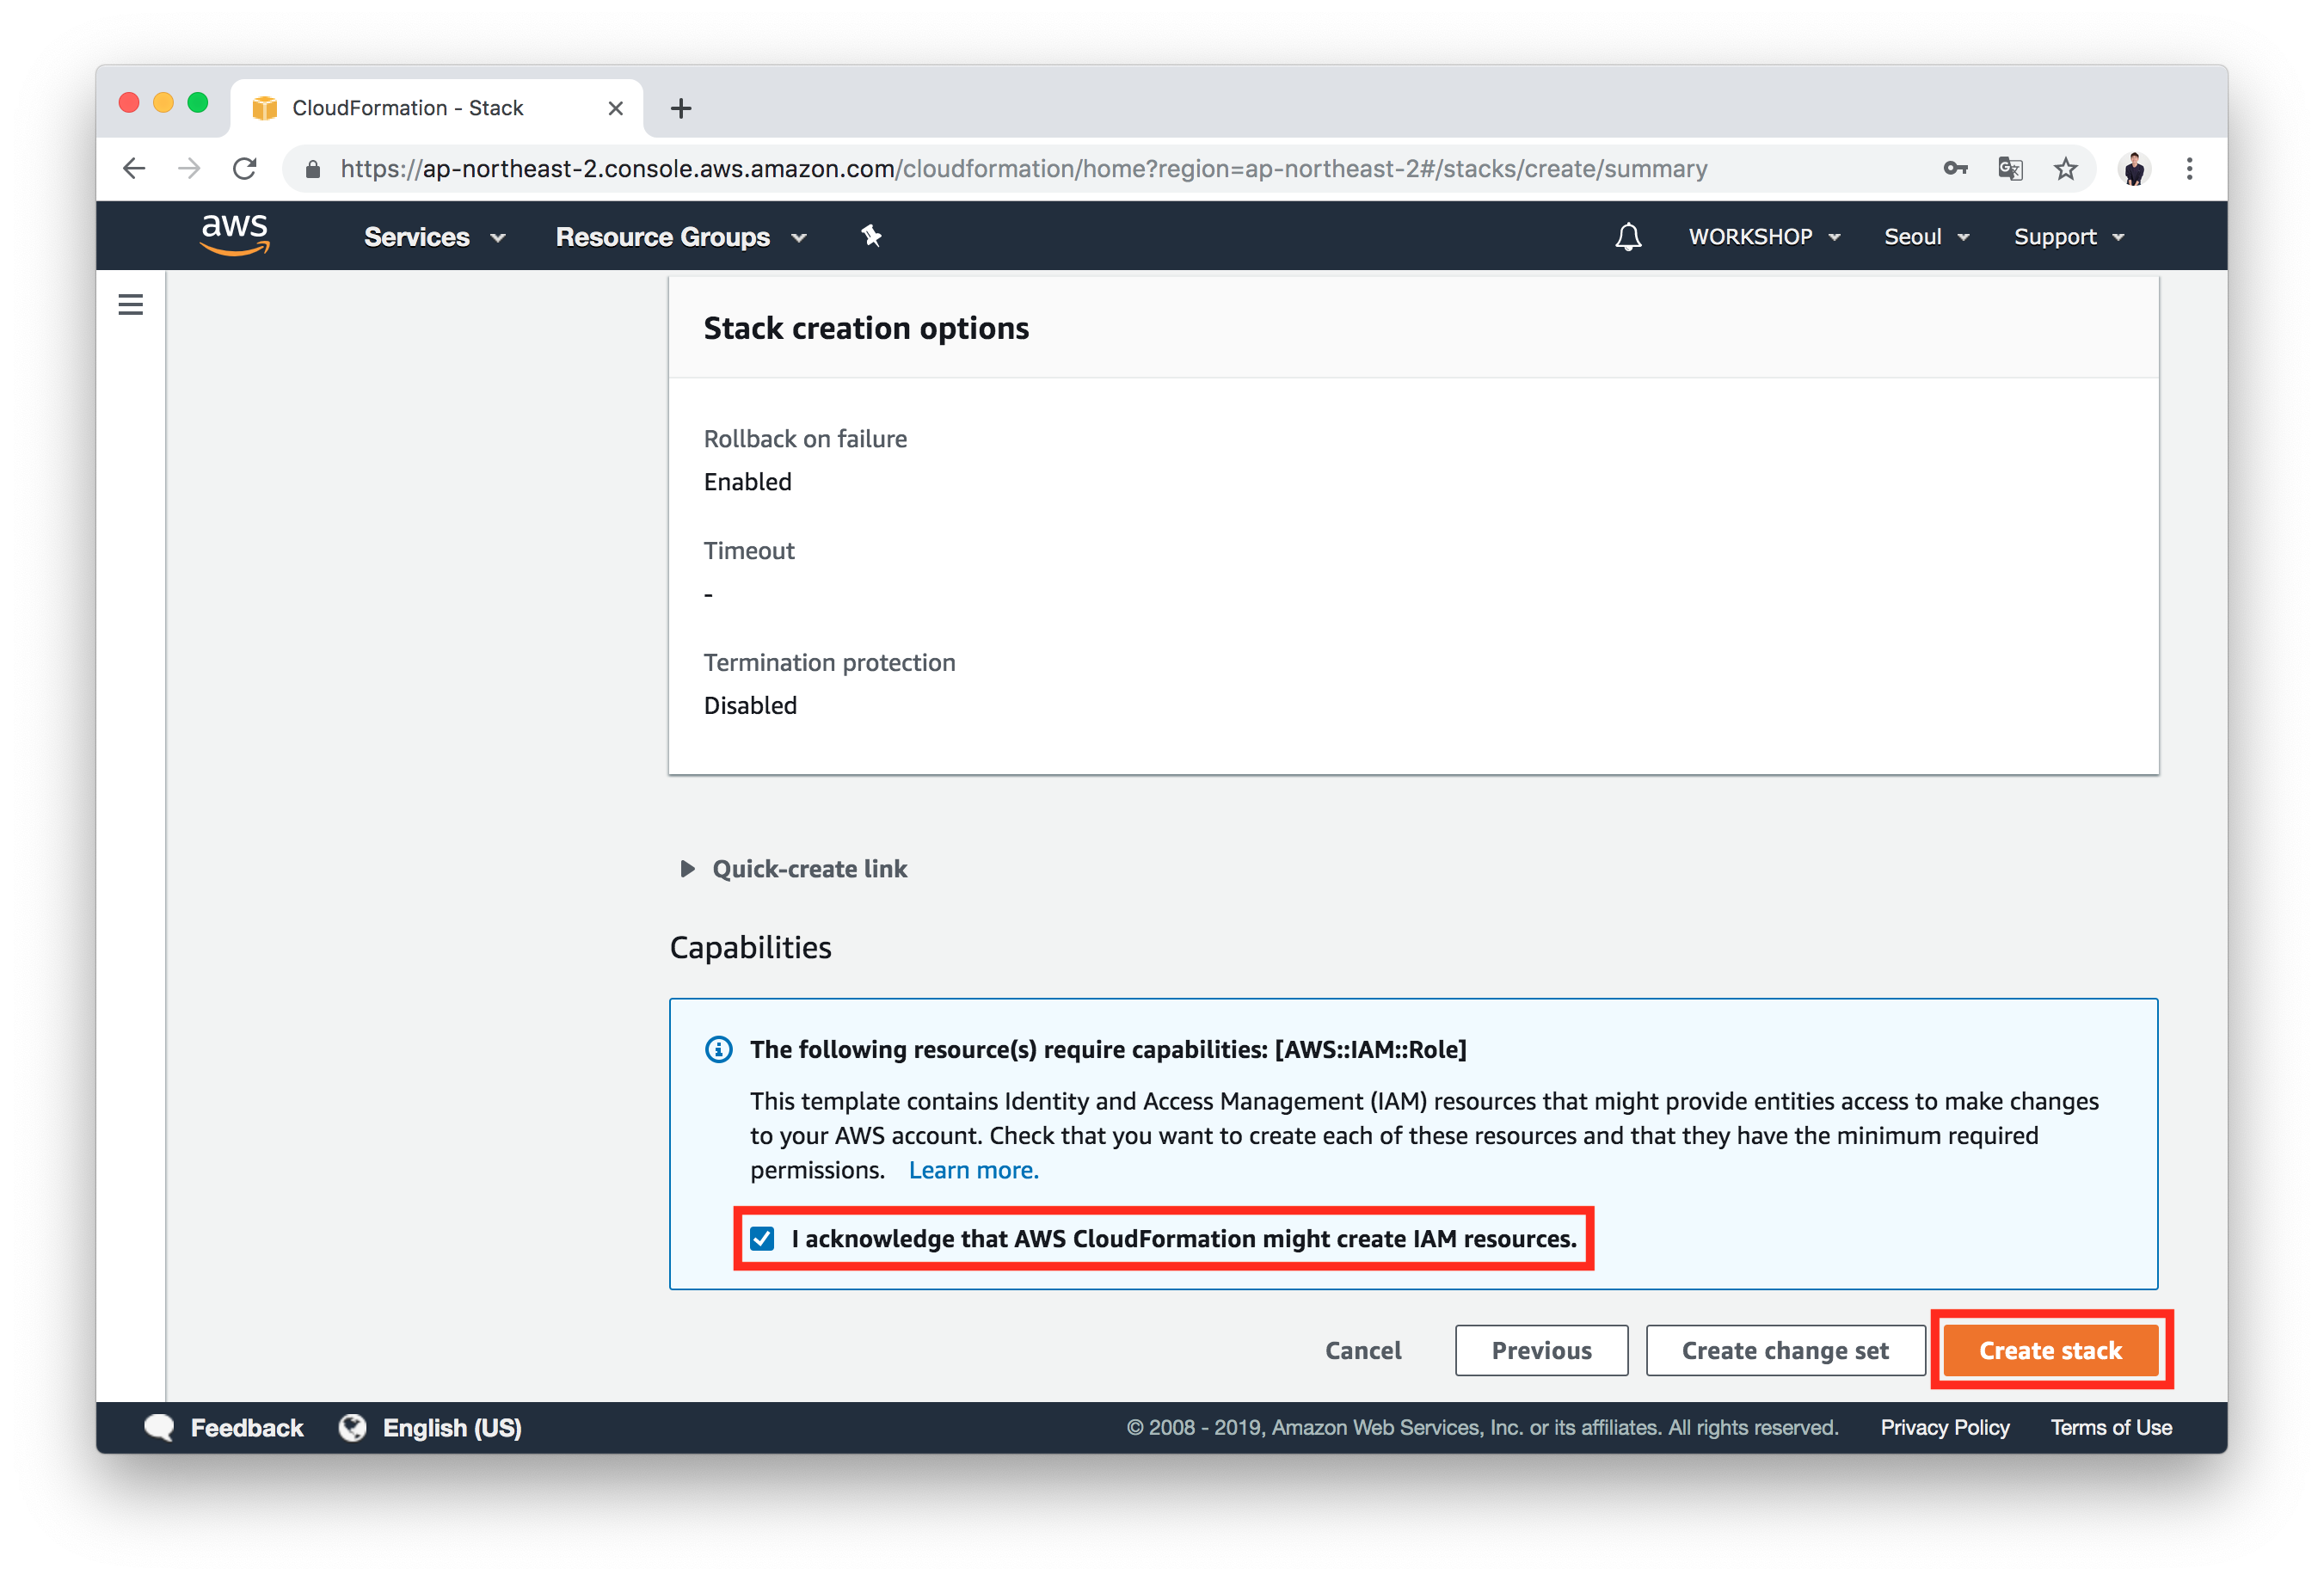 CloudFormation - Stack
https://ap-northeast-2.console.aws.amazon.com/cloudformation/home?region=ap-northeast-2#/stacks/create/summary
aws Services Resource Groups WORKSHOP Seoul Support
Stack creation options
Rollback on failure
Enabled
Timeout
-
Termination protection
Disabled
Quick-create link
Capabilities
The following resource(s) require capabilities: [AWS::IAM::Role]
This template contains Identity and Access Management (IAM) resources that might provide entities access to make changes
to your AWS account. Check that you want to create each of these resources and that they have the minimum required
permissions. Learn more.
I acknowledge that AWS CloudFormation might create IAM resources.
Cancel Previous Create change set Create stack
Feedback English (US) © 2008 - 2019, Amazon Web Services, Inc. or its affiliates. All rights reserved. Privacy Policy Terms of Use